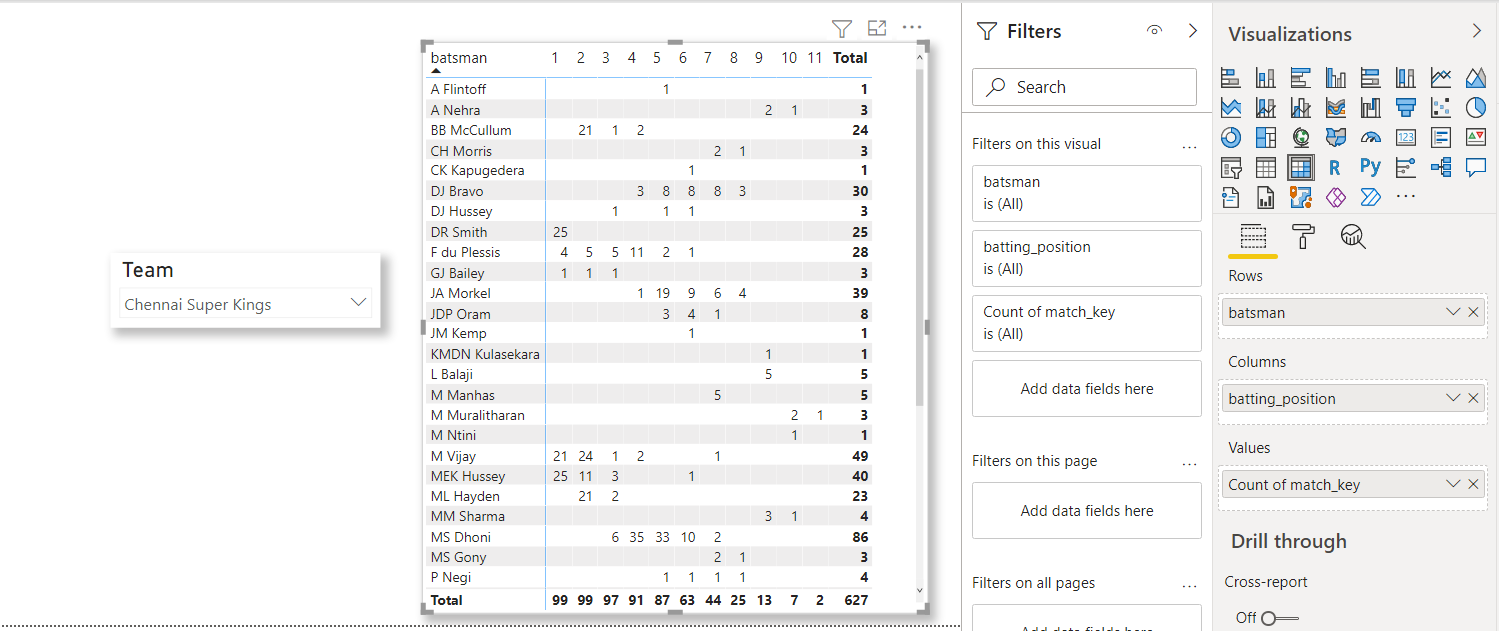 Team
Chennai Super Kings
batsman 1 2 3 4 5 6 7 8 9 10 11 Total
A Flintoff 1 1
A Nehra 2 1 3
BB McCullum 21 1 2 24
CH Morris 2 1 3
CK Kapugedera 1 1
DJ Bravo 3 8 8 8 3 30
DJ Hussey 1 1 1 3
DR Smith 25 25
F du Plessis 4 5 5 11 2 1 28
GJ Bailey 1 1 1 3
JA Morkel 1 19 9 6 4 39
JDP Oram 3 4 1 8
JM Kemp 1 1
KMDN Kulasekara 1 1
L Balaji 5 5
M Manhas 5 5
M Muralitharan 2 1 3
M Ntini 1 1
M Vijay 21 24 1 2 1 49
MEK Hussey 25 11 3 1 40
ML Hayden 21 2 23
MM Sharma 3 1 4
MS Dhoni 6 35 33 10 2 86
MS Gony 2 1 3
P Negi 1 1 1 1 4
Total 99 99 97 91 87 63 44 25 13 7 2 627
Filters
Search
Filters on this visual ...
batsman
is (All)
batting_position
is (All)
Count of match_key
is (All)
Add data fields here
Filters on this page ...
Add data fields here
Filters on all pages ...
Add data fields here
Visualizations
123
R
Py
...
Rows
batsman
Columns
batting_position
Values
Count of match_key
Drill through
Cross-report
Off